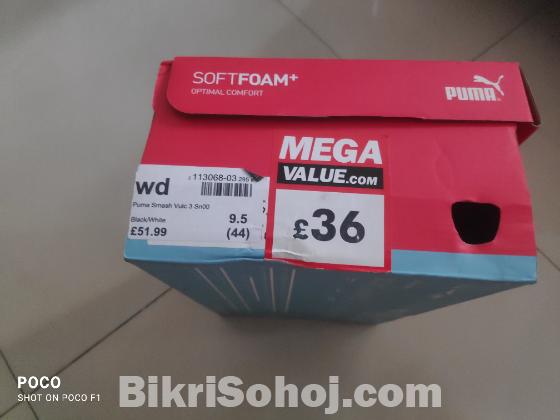 SOFTFOAM+
OPTIMAL COMFORT
PUMA
MEGA
VALUE.COM
£36
wd
113068-03
Puma Smash Vulc 3 Sn00
Black/White
9.5
£51.99
(44)
POCO
SHOT ON POCO F1
BikriSohoj.com